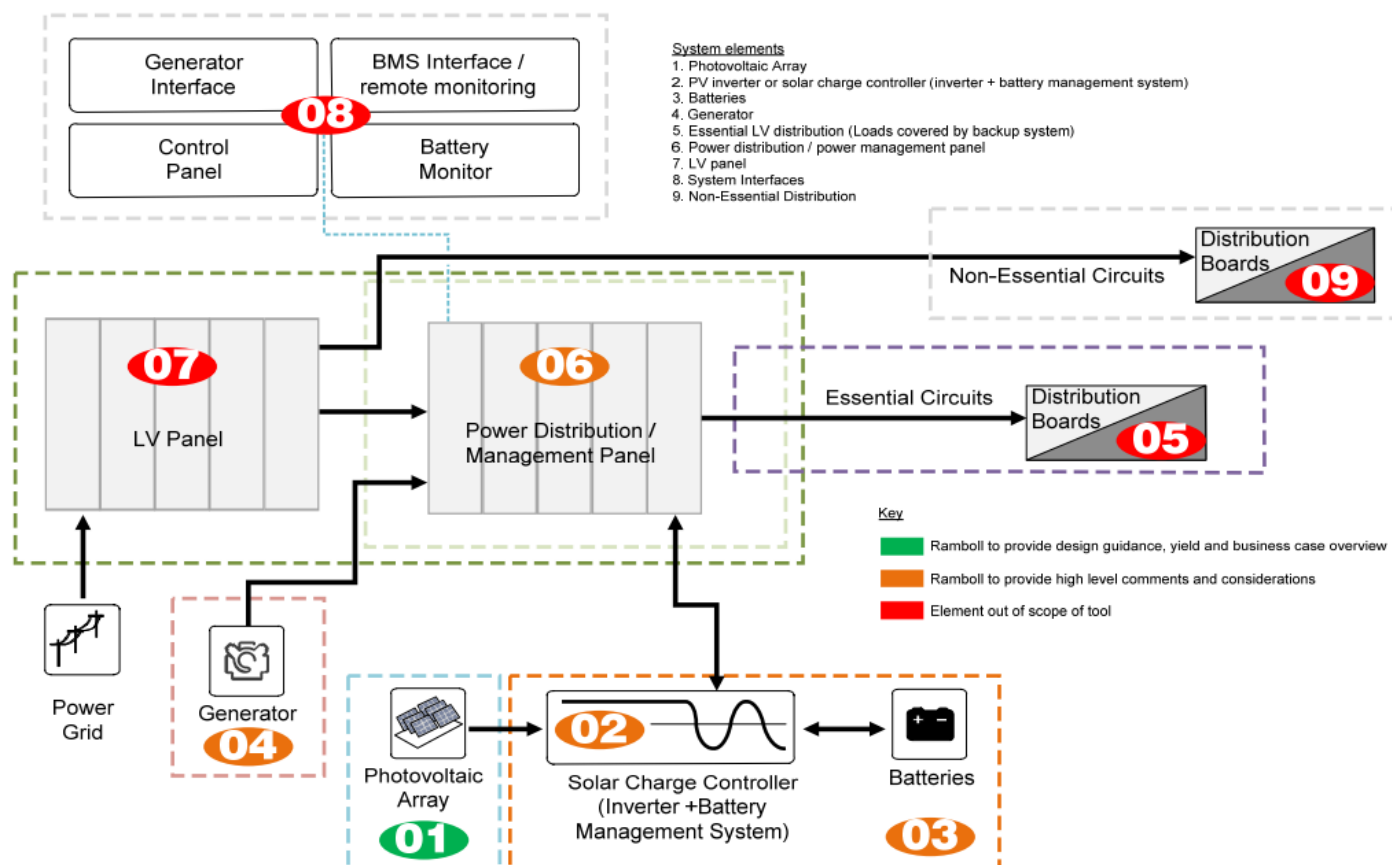 Generator
Interface
BMS Interface /
remote monitoring
08
Control
Panel
Battery
Monitor
System elements
1. Photovoltaic Array
2. PV inverter or solar charge controller (inverter + battery management system)
3. Batteries
4. Generator
5. Essential LV distribution (Loads covered by backup system)
6. Power distribution / power management panel
7. LV panel
8. System Interfaces
9. Non-Essential Distribution
Distribution
Boards
09
Non-Essential Circuits
07
LV Panel
06
Power Distribution /
Management Panel
Essential Circuits
Distribution
Boards
05
Key
Ramboll to provide design guidance, yield and business case overview
Ramboll to provide high level comments and considerations
Element out of scope of tool
Power
Grid
Generator
04
Photovoltaic
Array
01
02
Solar Charge Controller
(Inverter +Battery
Management System)
+ -
Batteries
03